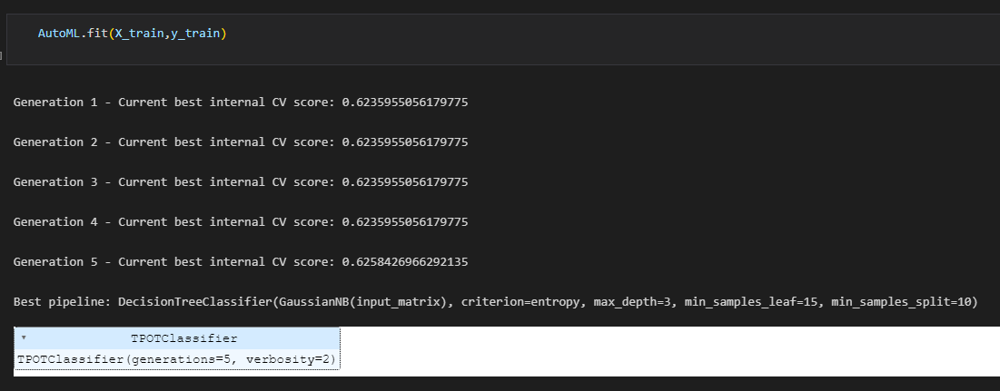 AutoML.fit(X_train,y_train)
Generation 1 - Current best internal CV score: 0.6235955056179775
Generation 2 - Current best internal CV score: 0.6235955056179775
Generation 3 - Current best internal CV score: 0.6235955056179775
Generation 4 - Current best internal CV score: 0.6235955056179775
Generation 5 - Current best internal CV score: 0.6258426966292135
Best pipeline: DecisionTreeClassifier(GaussianNB(input_matrix), criterion=entropy, max_depth=3, min_samples_leaf=15, min_samples_split=10)
TPOTClassifier
TPOTClassifier(generations=5, verbosity=2)